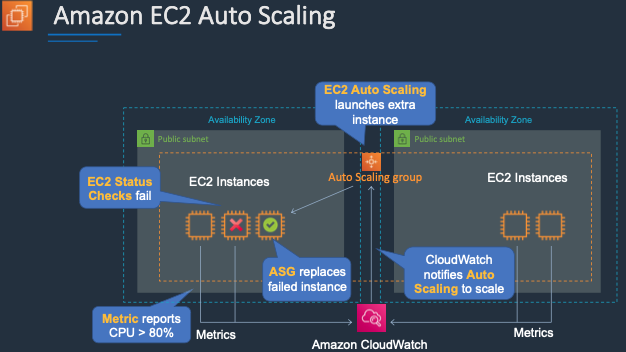 Amazon EC2 Auto Scaling
EC2 Auto Scaling
launches extra
instance
Availability Zone
Availability Zone
Public subnet
Public subnet
EC2 Status
Checks fail
EC2 Instances
Auto Scaling group
EC2 Instances
ASG replaces
failed instance
CloudWatch
notifies Auto
Scaling to scale
Metric reports
CPU > 80%
Metrics
Metrics
Amazon CloudWatch